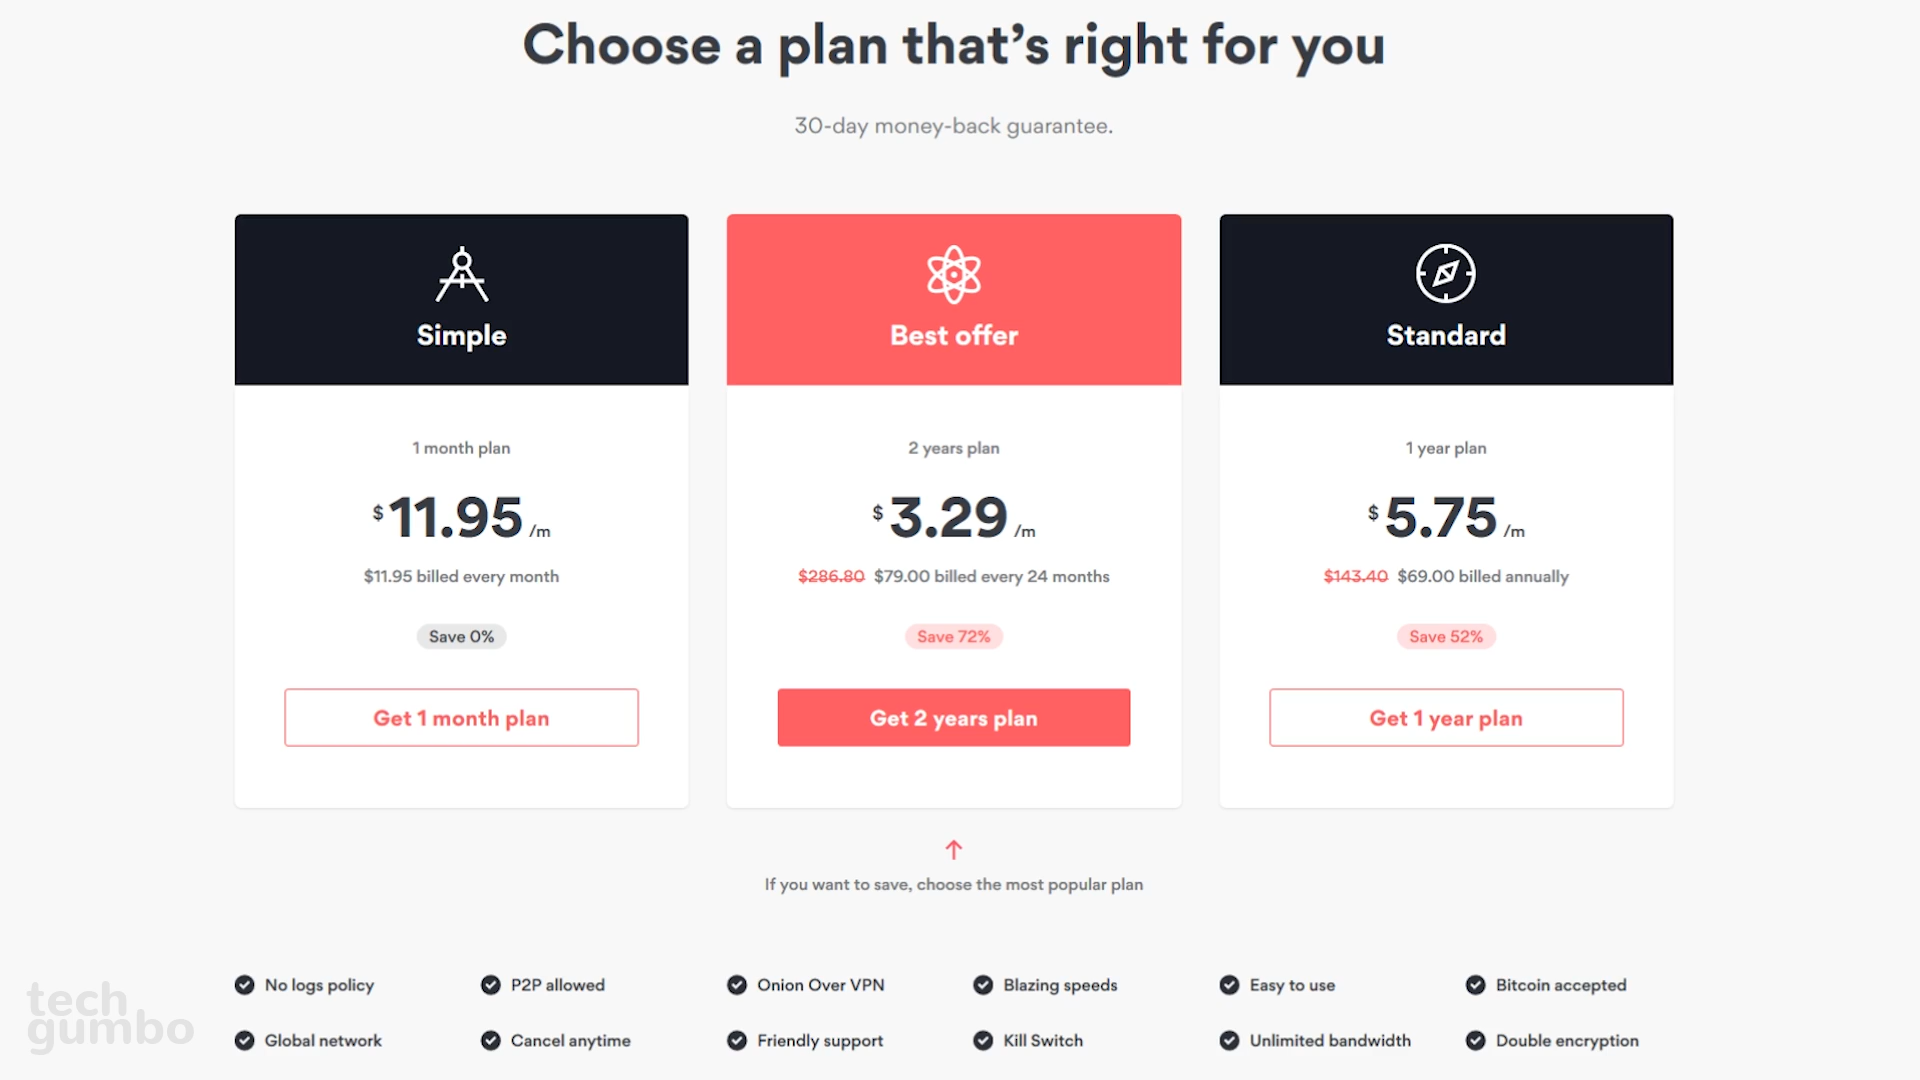 Choose a plan that’s right for you
30-day money-back guarantee.
Simple
1 month plan
$11.95/m
$11.95 billed every month
Save 0%
Get 1 month plan
Best offer
2 years plan
$3.29/m
$286.80 $79.00 billed every 24 months
Save 72%
Get 2 years plan
Standard
1 year plan
$5.75/m
$143.40 $69.00 billed annually
Save 52%
Get 1 year plan
If you want to save, choose the most popular plan
No logs policy
P2P allowed
Onion Over VPN
Blazing speeds
Easy to use
Bitcoin accepted
Global network
Cancel anytime
Friendly support
Kill Switch
Unlimited bandwidth
Double encryption
tech
gumbo